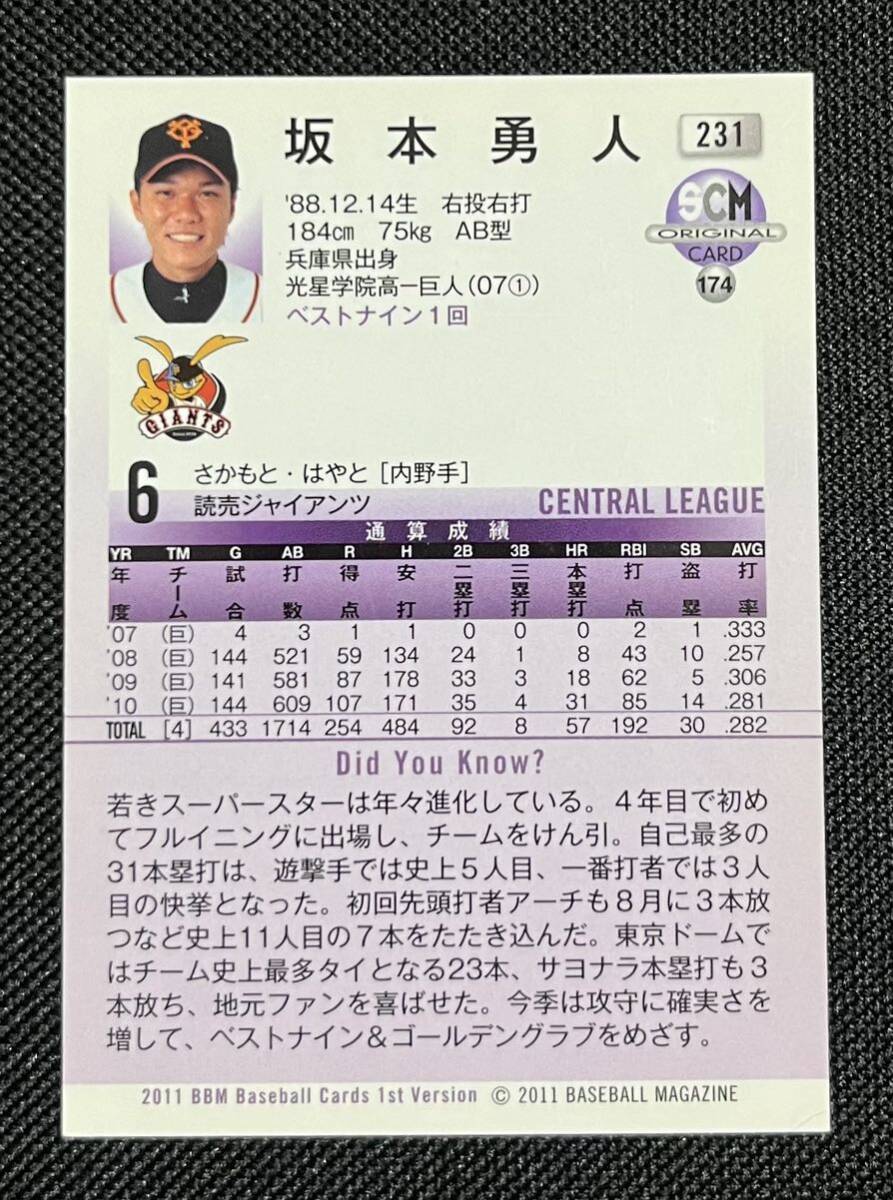 坂本勇人 231
'88.12.14生 右投右打
184cm 75kg AB型
兵庫県出身
光星学院高ー巨人(07①)
ベストナイン1回
SCM
ORIGINAL
CARD
174
GIANTS
6
さかもと・はやと [内野手]
読売ジャイアンツ
CENTRAL LEAGUE
通算成績
YR TM G AB R H 2B 3B HR RBI SB AVG
年度 チーム 試合 打数 得点 安打 二塁打 三塁打 本塁打 打点 盗塁 打率
'07 (巨) 4 3 1 1 0 0 0 2 1 .333
'08 (巨) 144 521 59 134 24 1 8 43 10 .257
'09 (巨) 141 581 87 178 33 3 18 62 5 .306
'10 (巨) 144 609 107 171 35 4 31 85 14 .281
TOTAL [4] 433 1714 254 484 92 8 57 192 30 .282
Did You Know?
若きスーパースターは年々進化している。4年目で初め
てフルイニングに出場し、チームをけん引。自己最多の
31本塁打は、遊撃手では史上5人目、一番打者では3人
目の快挙となった。初回先頭打者アーチも8月に3本放
つなど史上11人目の7本をたたき込んだ。東京ドームで
はチーム史上最多タイとなる23本、サヨナラ本塁打も3
本放ち、地元ファンを喜ばせた。今季は攻守に確実さを
増して、ベストナイン&ゴールデングラブをめざす。
2011 BBM Baseball Cards 1st Version © 2011 BASEBALL MAGAZINE